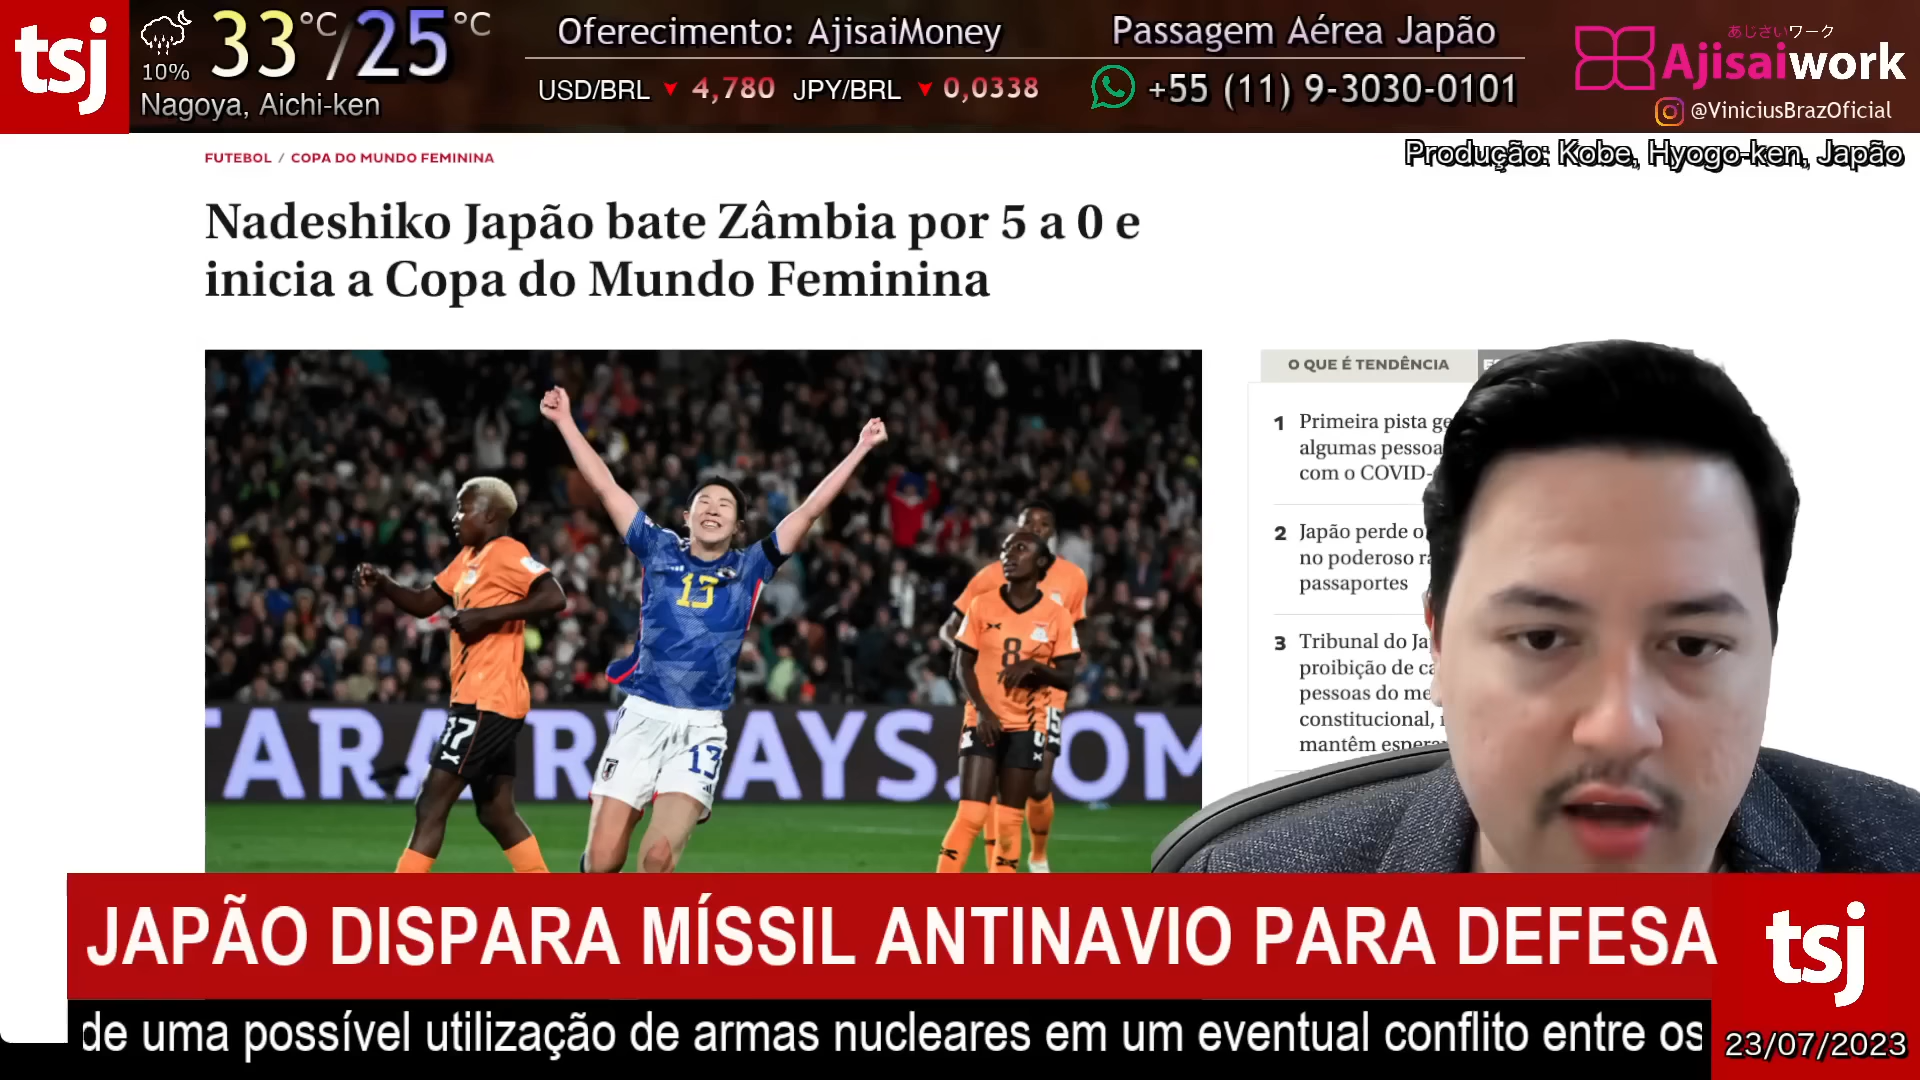 tsj
10%
33°C/25°C
Nagoya, Aichi-ken
Oferecimento: AjisaiMoney
USD/BRL ▼ 4,780 JPY/BRL ▼ 0,0338
Passagem Aérea Japão
+55 (11) 9-3030-0101
あじさいワーク
Ajisaiwork
@ViniciusBrazOficial
Produção: Kobe, Hyogo-ken, Japão
FUTEBOL / COPA DO MUNDO FEMININA
Nadeshiko Japão bate Zâmbia por 5 a 0 e
inicia a Copa do Mundo Feminina
O QUE É TENDÊNCIA
1 Primeira pista
algumas
com o COVID-
2 Japão perde
no poderoso
passaportes
3 Tribunal do
proibição de
pessoas do
constitucional,
mantêm
13
13
17
8
JAPÃO DISPARA MÍSSIL ANTINAVIO PARA DEFESA
tsj
de uma possível utilização de armas nucleares em um eventual conflito entre os
23/07/2023